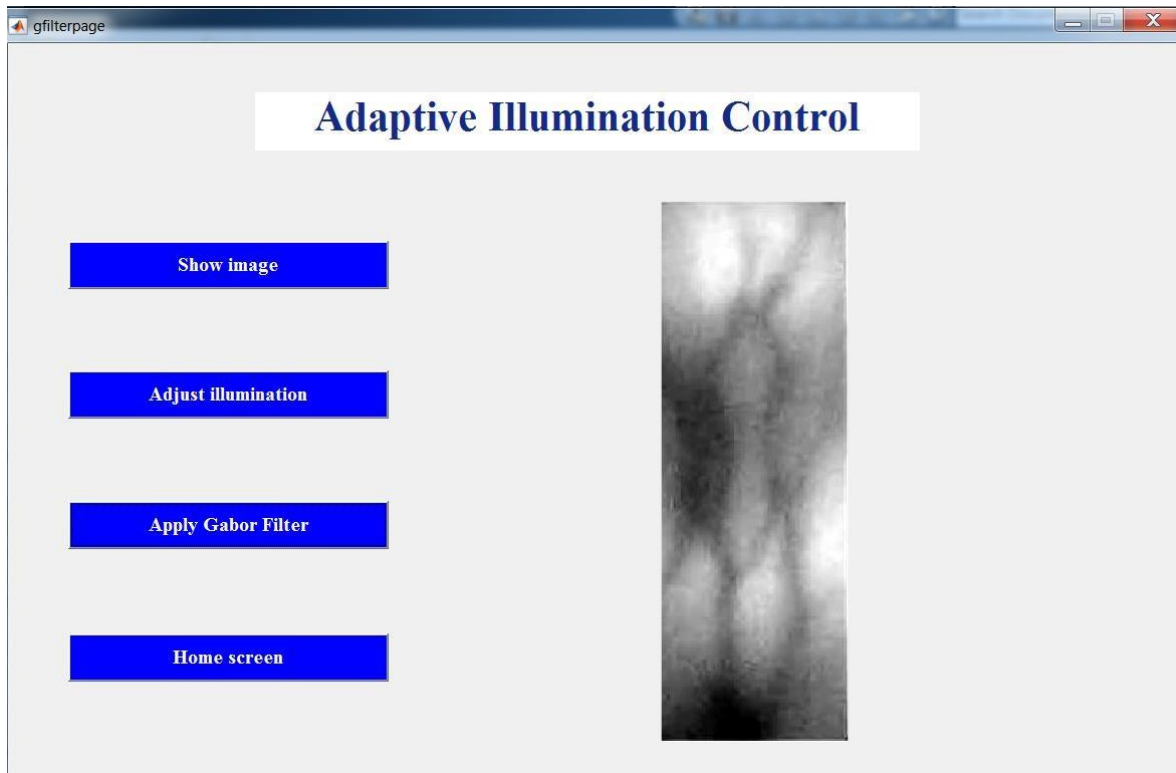 gfilterpage
Adaptive Illumination Control
Show image
Adjust illumination
Apply Gabor Filter
Home screen